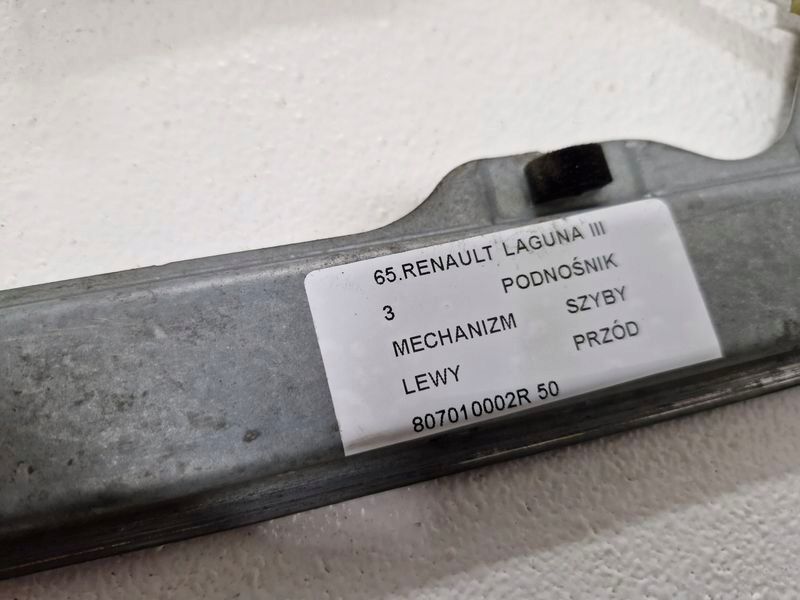 65.RENAULT LAGUNA III
3 PODNOŚNIK
MECHANIZM SZYBY
LEWY PRZÓD
807010002R 50